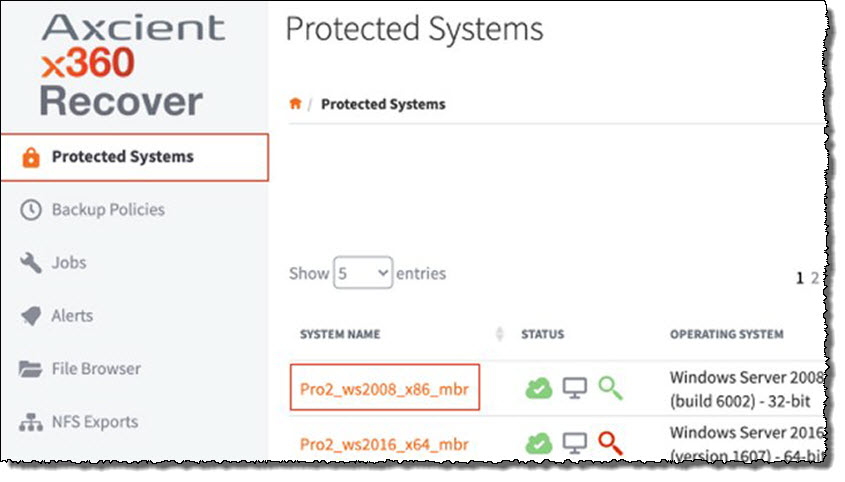 Axcient
x360
Recover
Protected Systems
Backup Policies
Jobs
Alerts
File Browser
NFS Exports
Protected Systems
/ Protected Systems
Show 5 entries
1 2
SYSTEM NAME STATUS OPERATING SYSTEM
Pro2_ws2008_x86_mbr Windows Server 2008
(build 6002) - 32-bit
Pro2_ws2016_x64_mbr Windows Server 2016
(version 1607) - 64-bit